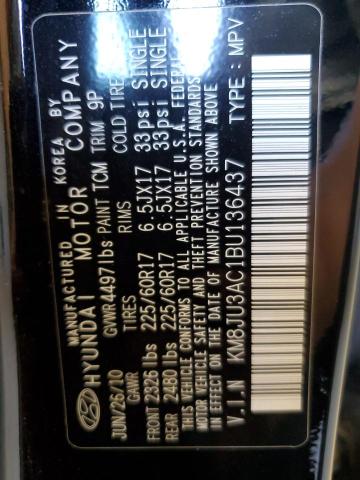 MANUFACTURED IN KOREA BY
HYUNDAI MOTOR COMPANY
JUN/26/10 GVWR 4497lbs PAINT TCM TRIM 9P
GAWR TIRES RIMS COLD TIRE
FRONT 2326 lbs 225/60R17 6.5JX17 33psi SINGLE
REAR 2480 lbs 225/60R17 6.5JX17 33psi SINGLE
THIS VEHICLE CONFORMS TO ALL APPLICABLE U.S.A. FEDERAL
MOTOR VEHICLE SAFETY AND THEFT PREVENTION STANDARDS
IN EFFECT ON THE DATE OF MANUFACTURE SHOWN ABOVE
V.I.N KM8JU3AC1BU136437 TYPE : MPV